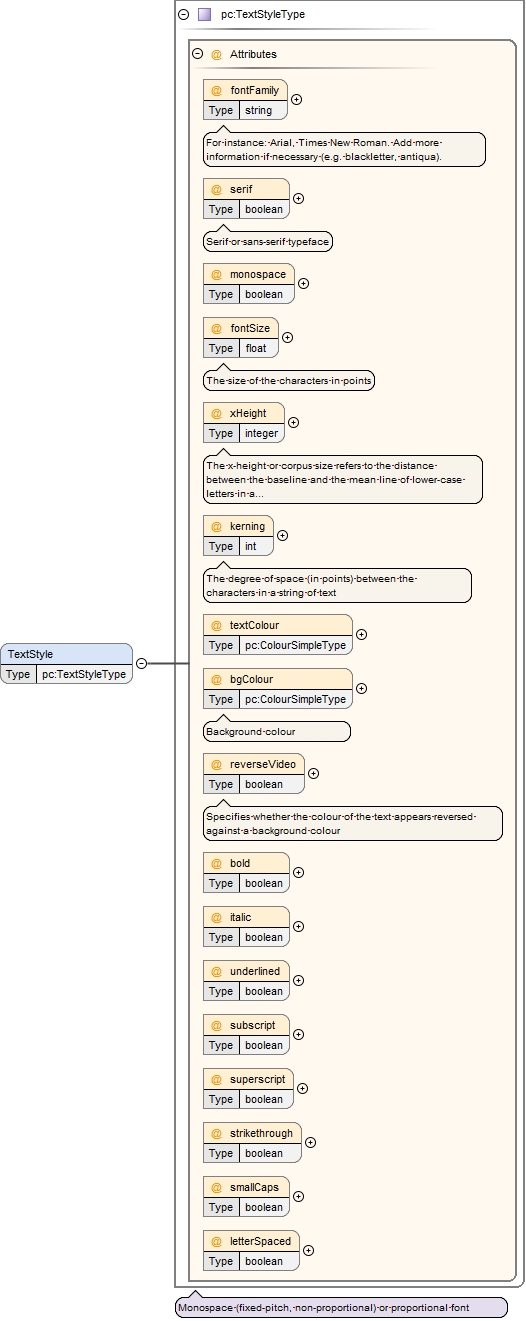 pc:TextStyleType
@ Attributes
@ fontFamily
Type string
For instance: Arial, Times New Roman. Add more
information if necessary (e.g. blackletter, antiqua).
@ serif
Type boolean
Serif or sans-serif typeface
@ monospace
Type boolean
@ fontSize
Type float
The size of the characters in points
@ xHeight
Type integer
The x-height or corpus size refers to the distance
between the baseline and the mean line of lower-case
letters in a...
@ kerning
Type int
The degree of space (in points) between the
characters in a string of text
@ textColour
Type pc:ColourSimpleType
TextStyle
Type pc:TextStyleType
@ bgColour
Type pc:ColourSimpleType
Background colour
@ reverseVideo
Type boolean
Specifies whether the colour of the text appears reversed
against a background colour
@ bold
Type boolean
@ italic
Type boolean
@ underlined
Type boolean
@ subscript
Type boolean
@ superscript
Type boolean
@ strikethrough
Type boolean
@ smallCaps
Type boolean
@ letterSpaced
Type boolean
Monospace (fixed-pitch, non-proportional) or proportional font